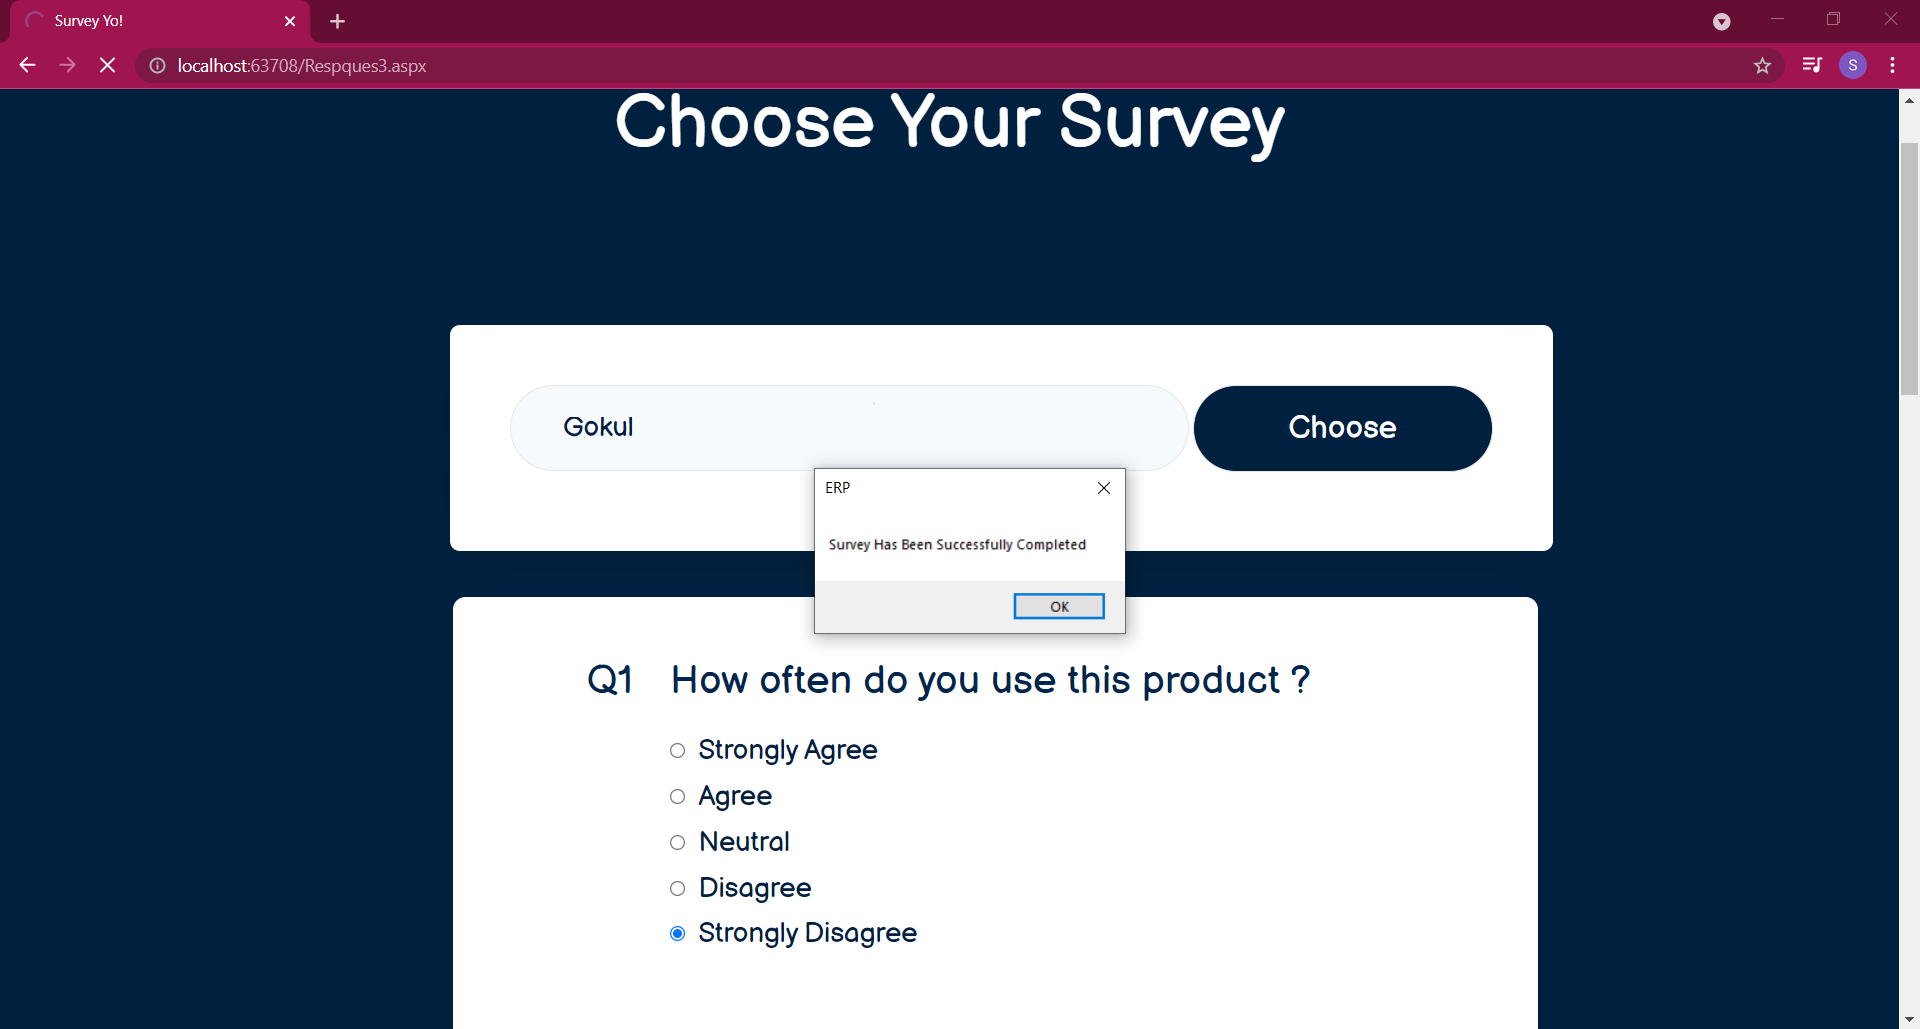 Survey Yo!
localhost:63708/Respques3.aspx
S
Choose Your Survey
Gokul
Choose
ERP
Survey Has Been Successfully Completed
OK
Q1 How often do you use this product ?
Strongly Agree
Agree
Neutral
Disagree
Strongly Disagree